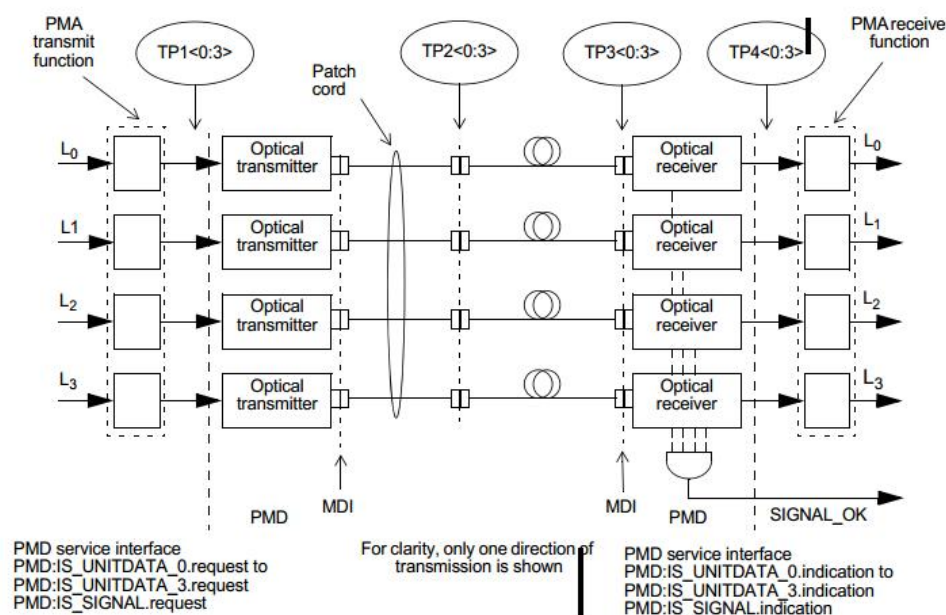 PMA
transmit
function
TP1<0:3>
TP2<0:3>
TP3<0:3>
TP4<0:3>
PMA receive
function
Patch
cord
L0
Optical
transmitter
Optical
receiver
L0
L1
Optical
transmitter
Optical
receiver
L1
L2
Optical
transmitter
Optical
receiver
L2
L3
Optical
transmitter
Optical
receiver
L3
PMD
MDI
MDI
PMD
SIGNAL_OK
PMD service interface
PMD:IS_UNITDATA_0.request to
PMD:IS_UNITDATA_3.request
PMD:IS_SIGNAL.request
For clarity, only one direction of
transmission is shown
PMD service interface
PMD:IS_UNITDATA_0.indication to
PMD:IS_UNITDATA_3.indication
PMD:IS_SIGNAL.indication